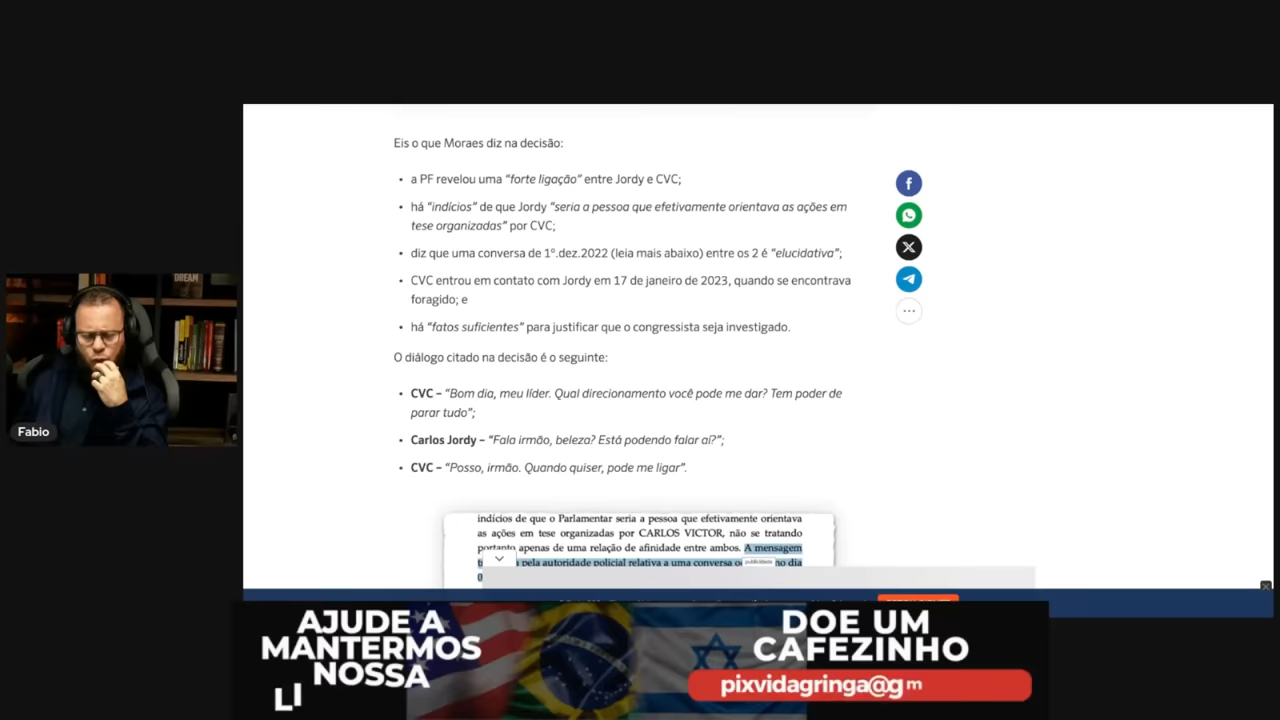 Eis o que Moraes diz na decisão:
• a PF revelou uma “forte ligação” entre Jordy e CVC;
• há “indícios” de que Jordy “seria a pessoa que efetivamente orientava as ações em
tese organizadas” por CVC;
• diz que uma conversa de 1º.dez.2022 (leia mais abaixo) entre os 2 é “elucidativa”;
• CVC entrou em contato com Jordy em 17 de janeiro de 2023, quando se encontrava
foragido; e
• há “fatos suficientes” para justificar que o congressista seja investigado.
O diálogo citado na decisão é o seguinte:
• CVC – “Bom dia, meu líder. Qual direcionamento você pode me dar? Tem poder de
parar tudo”;
• Carlos Jordy – “Fala irmão, beleza? Está podendo falar aí?”;
• CVC – “Posso, irmão. Quando quiser, pode me ligar”.
indícios de que o Parlamentar seria a pessoa que efetivamente orientava
as ações em tese organizadas por CARLOS VICTOR, não se tratando
portanto apenas de uma relação de afinidade entre ambos. A mensagem
pela autoridade policial relativa a uma conversa no dia
publicidade
DREAM
Fabio
AJUDE A
MANTERMOS
NOSSA
LI
DOE UM
CAFEZINHO
pixvidagringa@gm